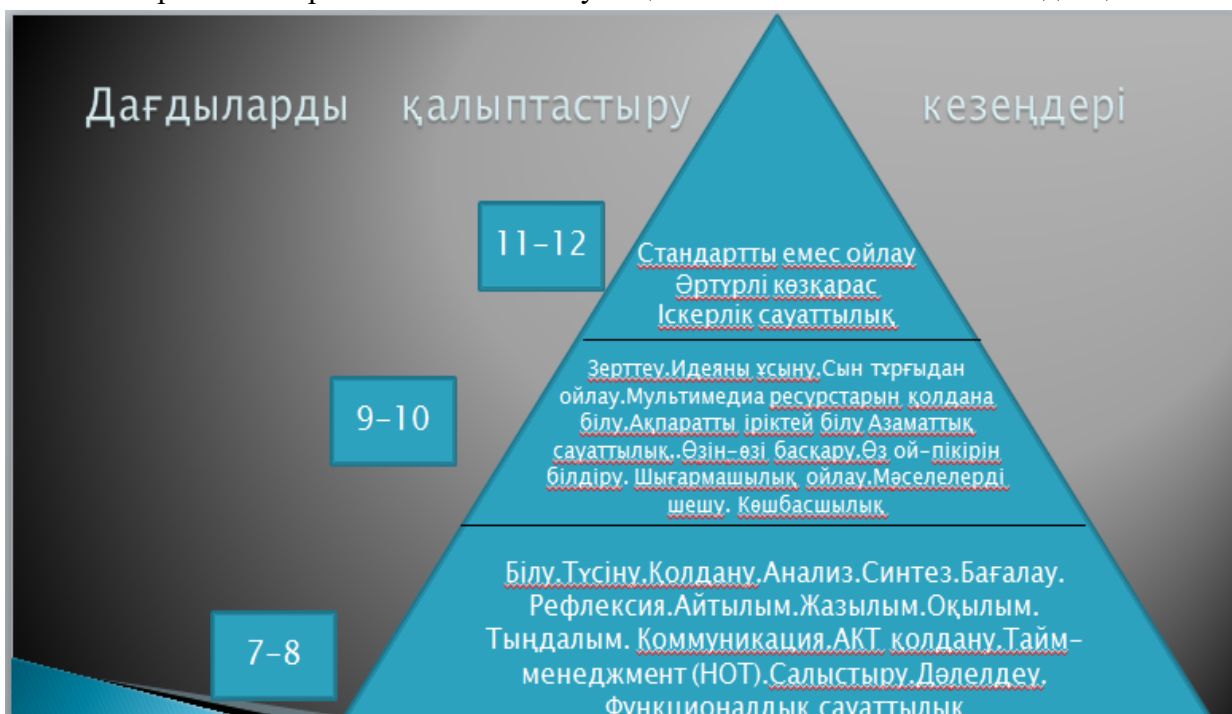 Дағдыларды қалыптастыру кезеңдері
11-12
Стандартты емес ойлау
Әртүрлі көзқарас
Іскерлік сауаттылық
9-10
Зерттеу.Идеяны ұсыну.Сын тұрғыдан
ойлау.Мультимедиа ресурстарын қолдана
білу.Ақпаратты іріктей білу Азаматтық
сауаттылық..Өзін-өзі басқару.Өз ой-пікірін
білдіру. Шығармашылық ойлау.Мәселелерді
шешу. Көшбасшылық
7-8
Білу.Түсіну.Қолдану.Анализ.Синтез.Бағалау.
Рефлексия.Айтылым.Жазылым.Оқылым.
Тыңдалым. Коммуникация.АКТ қолдану.Тайм-
менеджмент (НОТ).Салыстыру.Дәлелдеу.
Функционалдық сауаттылық